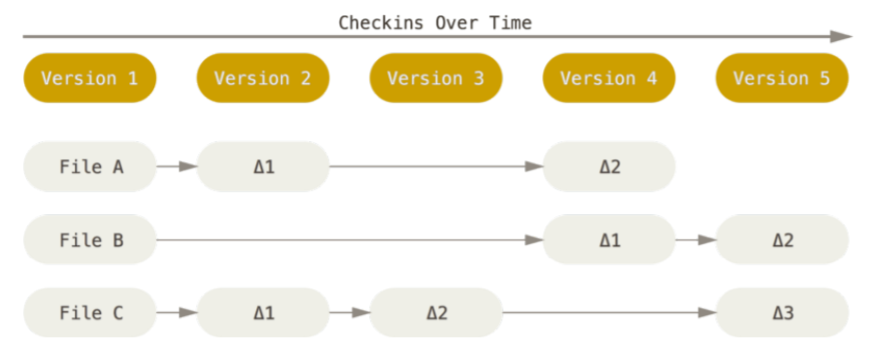 Checkins Over Time
Version 1 Version 2 Version 3 Version 4 Version 5
File A Δ1 Δ2
File B Δ1 Δ2
File C Δ1 Δ2 Δ3